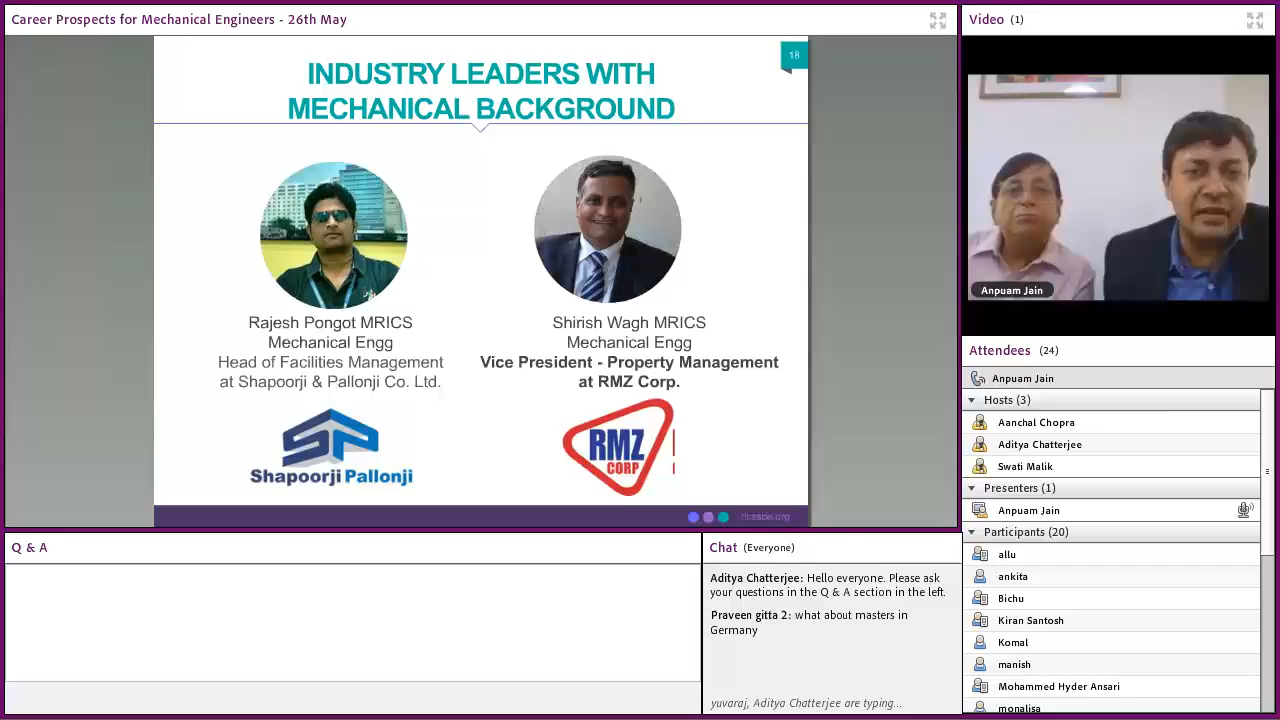 Career Prospects for Mechanical Engineers - 26th May
18
INDUSTRY LEADERS WITH
MECHANICAL BACKGROUND
Rajesh Pongot MRICS
Mechanical Engg
Head of Facilities Management
at Shapoorji & Pallonji Co. Ltd.
SP
Shapoorji Pallonji
Shirish Wagh MRICS
Mechanical Engg
Vice President - Property Management
at RMZ Corp.
RMZ
CORP
ricssbe.org
Q & A
Chat (Everyone)
Aditya Chatterjee: Hello everyone. Please ask
your questions in the Q & A section in the left.
Praveen gitta 2: what about masters in
Germany
yuvaraj, Aditya Chatterjee are typing...
Video (1)
Anpuam Jain
Attendees (24)
Anpuam Jain
Hosts (3)
Aanchal Chopra
Aditya Chatterjee
Swati Malik
Presenters (1)
Anpuam Jain
Participants (20)
allu
ankita
Bichu
Kiran Santosh
Komal
manish
Mohammed Hyder Ansari
monalisa